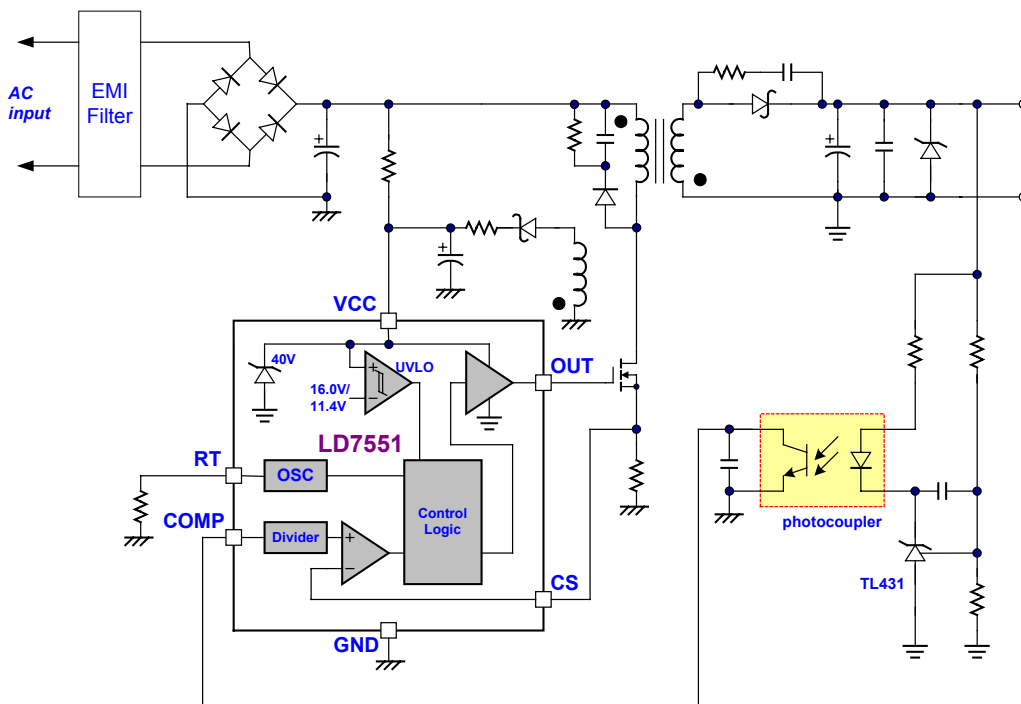 AC
input
EMI
Filter
+
+
+
VCC
40V
+
UVLO
16.0V/
11.4V
−
OUT
LD7551
RT
OSC
COMP
Divider
+
−
Control
Logic
CS
GND
photocoupler
TL431